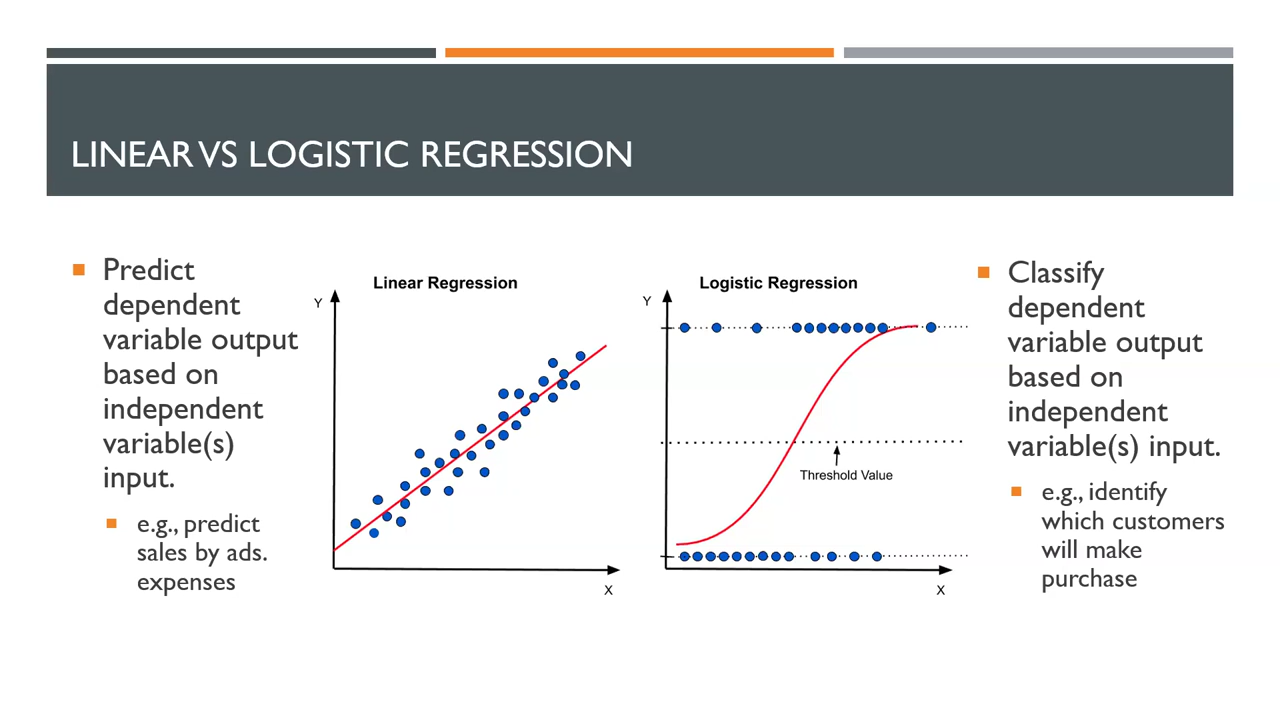 LINEAR VS LOGISTIC REGRESSION
Predict
dependent
variable output
based on
independent
variable(s)
input.
e.g., predict
sales by ads.
expenses
Linear Regression
Y
X
Logistic Regression
Y
Threshold Value
X
Classify
dependent
variable output
based on
independent
variable(s) input.
e.g., identify
which customers
will make
purchase